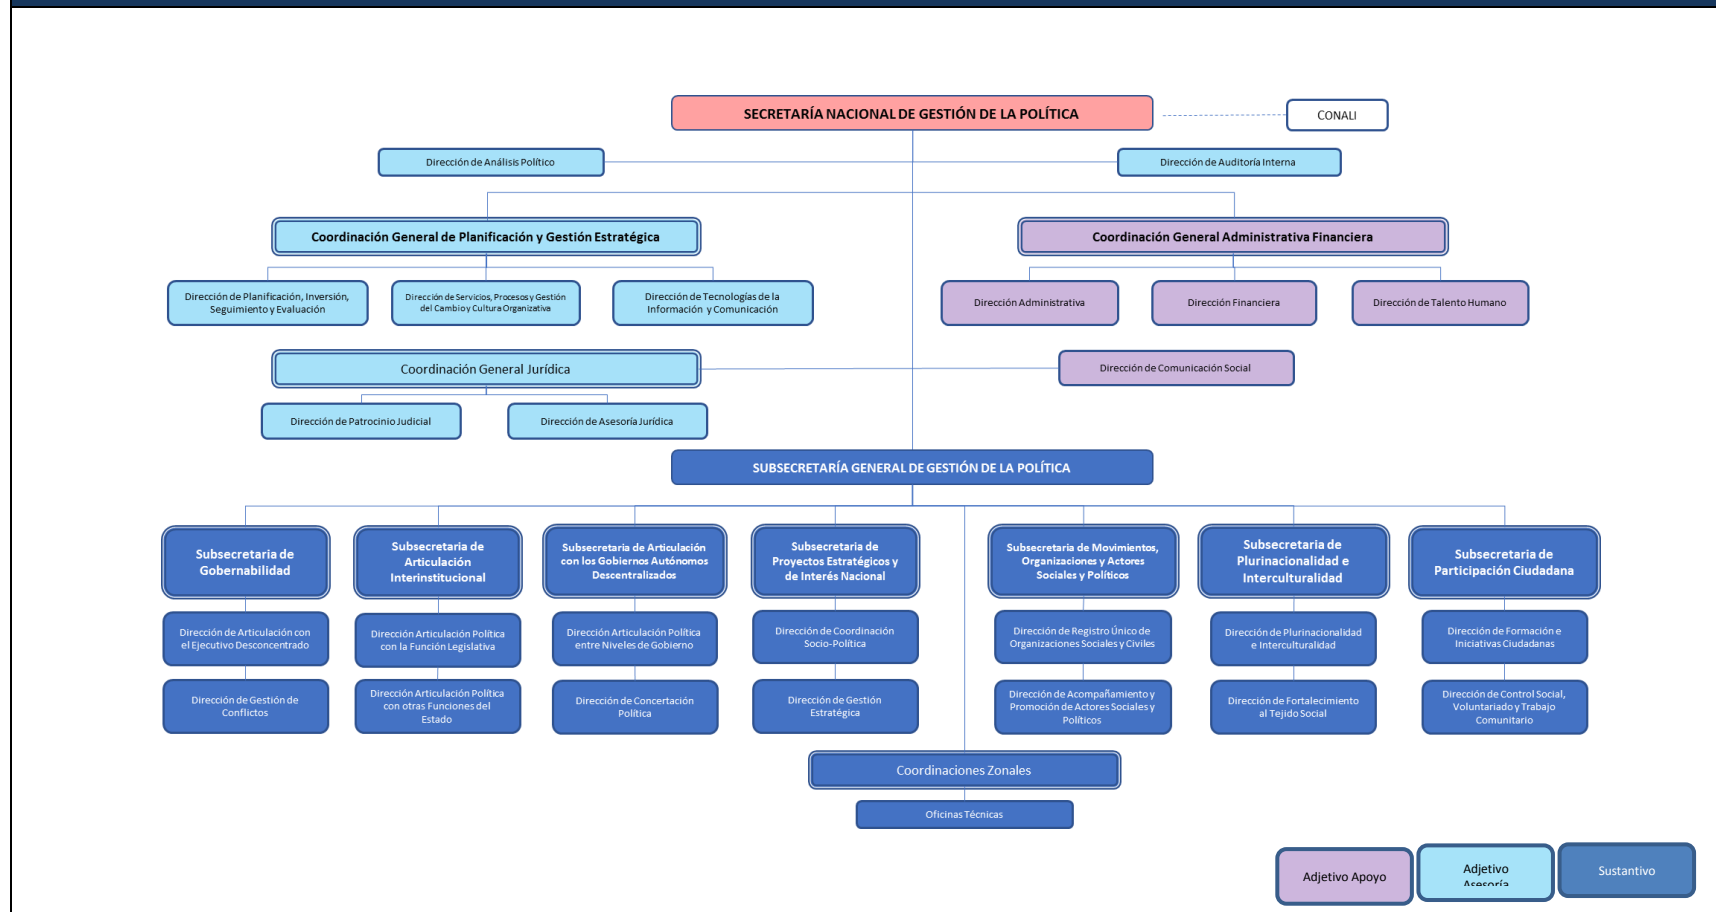 SECRETARÍA NACIONAL DE GESTIÓN DE LA POLÍTICA
CONALI
Dirección de Análisis Político
Dirección de Auditoría Interna
Coordinación General de Planificación y Gestión Estratégica
Coordinación General Administrativa Financiera
Dirección de Planificación, Inversión,
Seguimiento y Evaluación
Dirección de Servicios, Procesos y Gestión
del Cambio y Cultura Organizativa
Dirección de Tecnologías de la
Información y Comunicación
Dirección Administrativa
Dirección Financiera
Dirección de Talento Humano
Coordinación General Jurídica
Dirección de Comunicación Social
Dirección de Patrocinio Judicial
Dirección de Asesoría Jurídica
SUBSECRETARÍA GENERAL DE GESTIÓN DE LA POLÍTICA
Subsecretaria de
Gobernabilidad
Subsecretaria de
Articulación
Interinstitucional
Subsecretaria de Articulación
con los Gobiernos Autónomos
Descentralizados
Subsecretaria de
Proyectos Estratégicos y
de Interés Nacional
Subsecretaria de Movimientos,
Organizaciones y Actores
Sociales y Políticos
Subsecretaria de
Plurinacionalidad e
Interculturalidad
Subsecretaria de
Participación Ciudadana
Dirección de Articulación con
el Ejecutivo Desconcentrado
Dirección Articulación Política
con la Función Legislativa
Dirección Articulación Política
entre Niveles de Gobierno
Dirección de Coordinación
Socio-Política
Dirección de Registro Único de
Organizaciones Sociales y Civiles
Dirección de Plurinacionalidad
e Interculturalidad
Dirección de Formación e
Iniciativas Ciudadanas
Dirección de Gestión de
Conflictos
Dirección Articulación Política
con otras Funciones del
Estado
Dirección de Concertación
Política
Dirección de Gestión
Estratégica
Dirección de Acompañamiento y
Promoción de Actores Sociales y
Políticos
Dirección de Fortalecimiento
al Tejido Social
Dirección de Control Social,
Voluntariado y Trabajo
Comunitario
Coordinaciones Zonales
Oficinas Técnicas
Adjetivo Apoyo
Adjetivo
Asesoría
Sustantivo